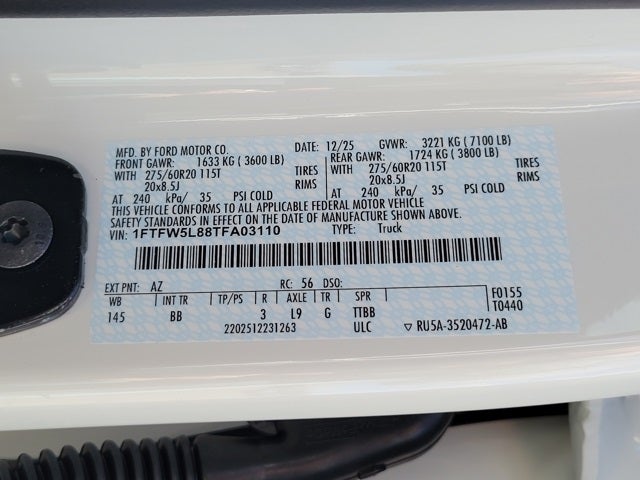 MFD. BY FORD MOTOR CO. DATE: 12/25 GVWR: 3221 KG ( 7100 LB)
FRONT GAWR: 1633 KG ( 3600 LB) REAR GAWR: 1724 KG ( 3800 LB)
WITH 275/60R20 115T TIRES WITH 275/60R20 115T TIRES
20x8.5J RIMS 20x8.5J RIMS
AT 240 kPa/ 35 PSI COLD AT 240 kPa/ 35 PSI COLD
THIS VEHICLE CONFORMS TO ALL APPLICABLE FEDERAL MOTOR VEHICLE
SAFETY STANDARDS IN EFFECT ON THE DATE OF MANUFACTURE SHOWN ABOVE.
VIN: 1FTFW5L88TFA03110 TYPE: Truck
EXT PNT: AZ RC: 56 DSO:
WB INT TR TP/PS R AXLE TR SPR F0155
145 BB 3 L9 G TTBB T0440
2202512231263 ULC RU5A-3520472-AB